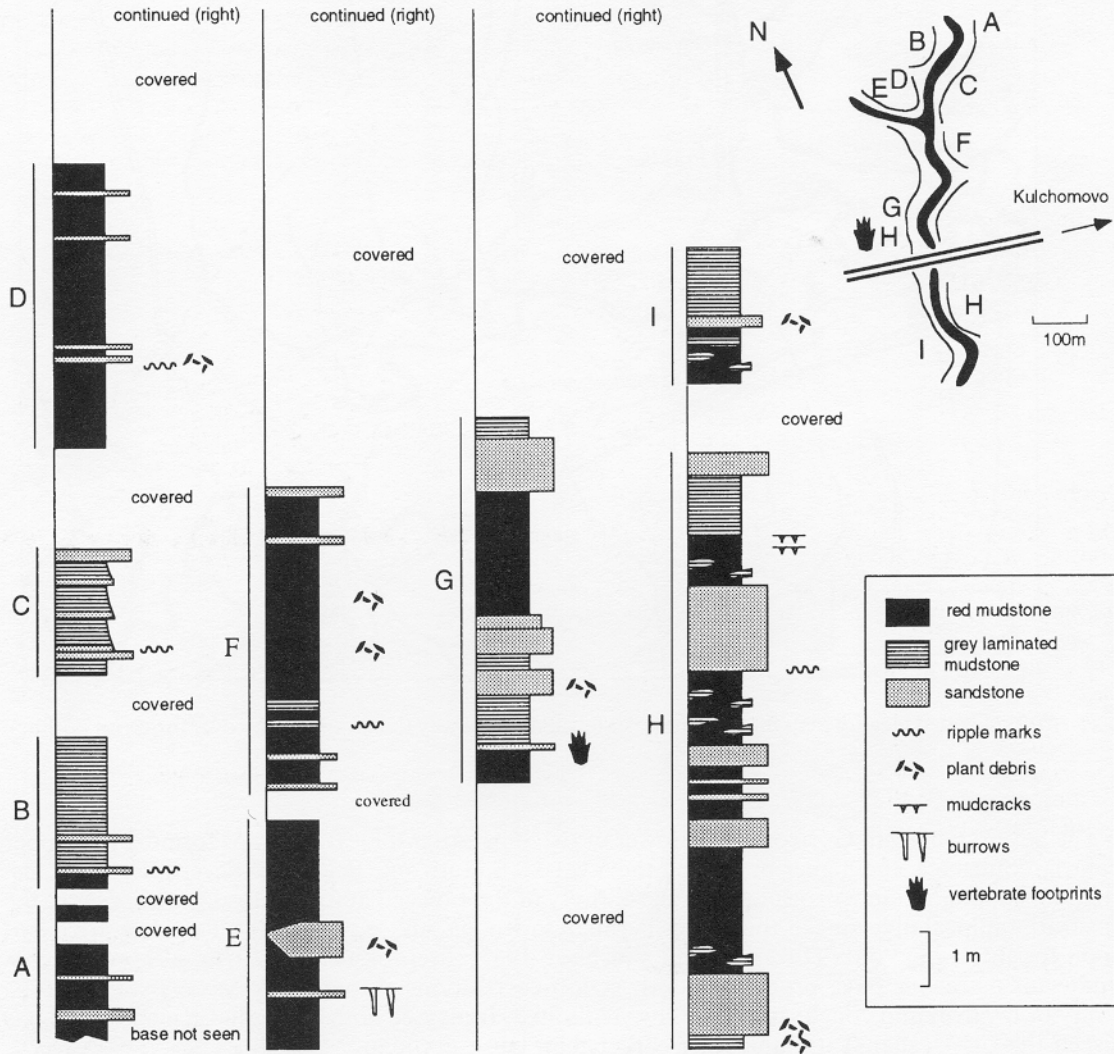 continued (right)
continued (right)
continued (right)
covered
D
covered
C
covered
B
covered
covered
A
base not seen
covered
F
covered
E
covered
G
covered
I
covered
H
N
A
B
C
D
E
F
G
H
Kulchomovo
H
I
100m
red mudstone
grey laminated
mudstone
sandstone
ripple marks
plant debris
mudcracks
burrows
vertebrate footprints
1 m